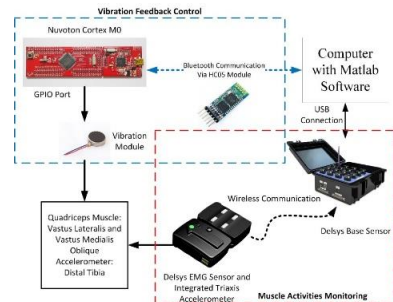 Vibration Feedback Control
Nuvoton Cortex M0
Bluetooth Communication
Via HC05 Module
Computer
with Matlab
Software
GPIO Port
USB
Connection
Vibration
Module
Wireless Communication
Quadriceps Muscle:
Vastus Lateralis and
Vastus Medialis
Oblique
Accelerometer:
Distal Tibia
Delsys Base Sensor
Delsys EMG Sensor and
Integrated Triaxis
Accelerometer
Muscle Activities Monitoring